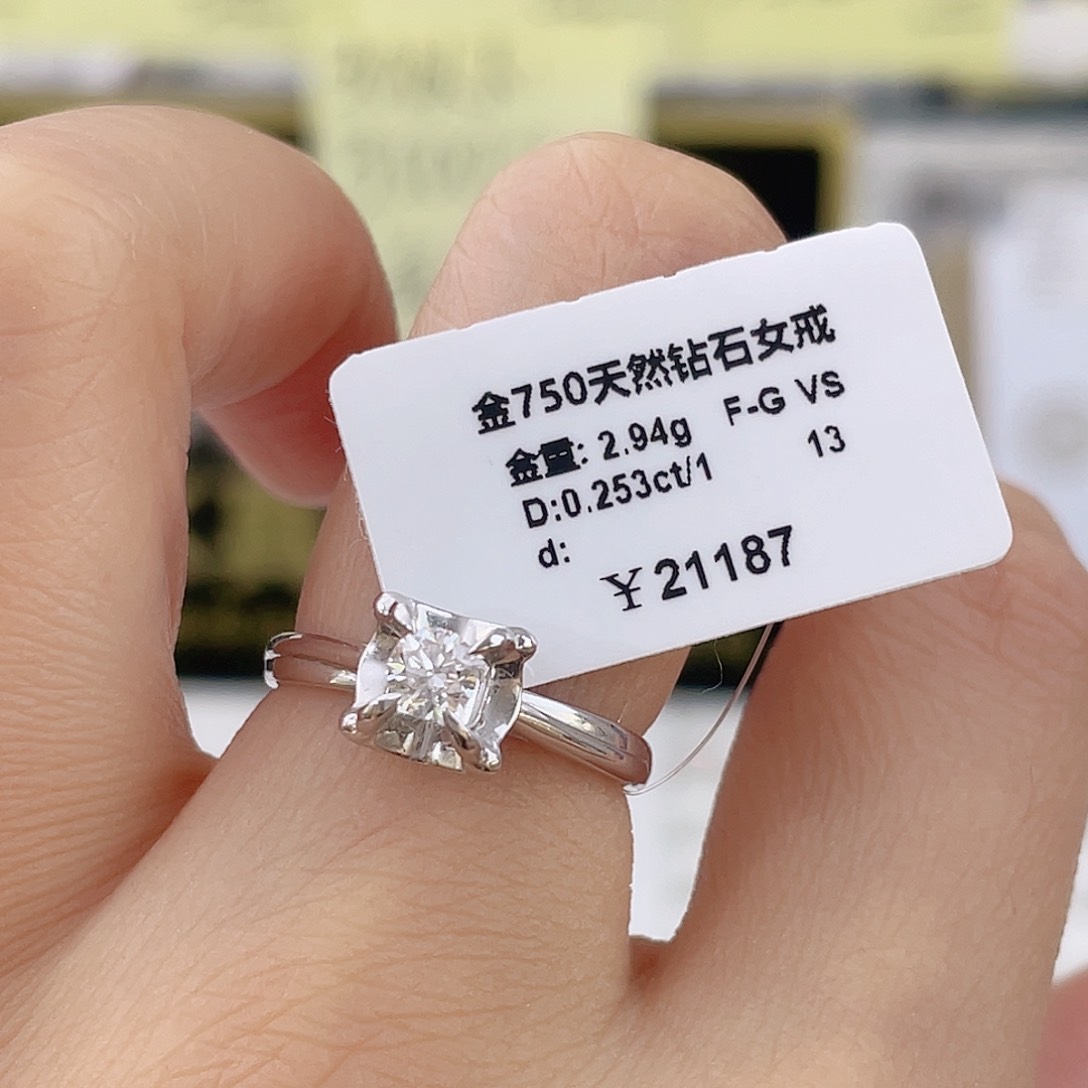 金750天然钻石女戒
金重: 2.94g F-G VS
D:0.253ct/1 13
d:
¥21187